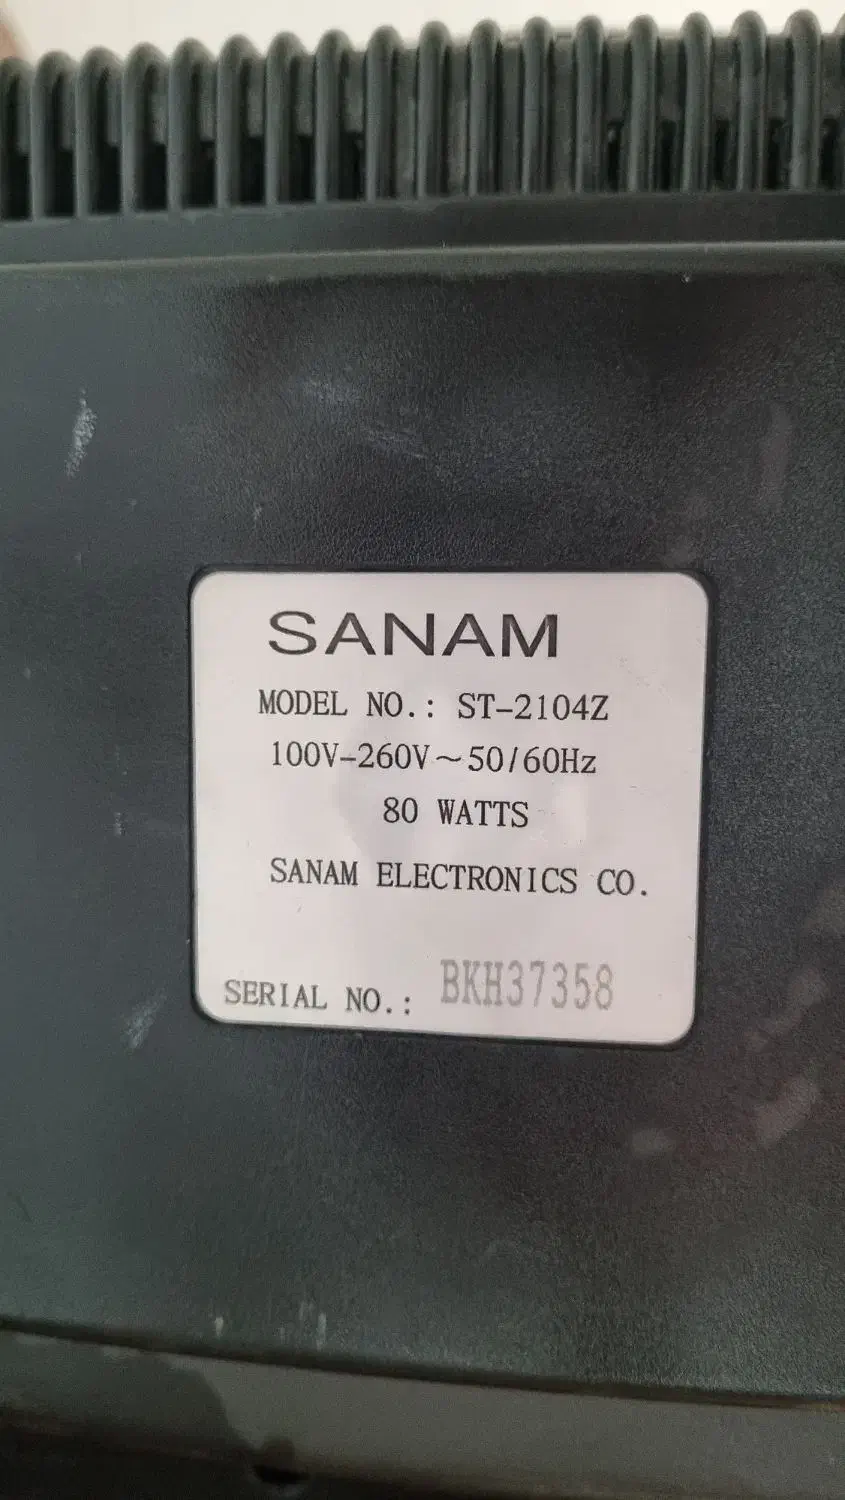 SANAM
MODEL NO.: ST-2104Z
100V-260V～50/60Hz
80 WATTS
SANAM ELECTRONICS CO.
SERIAL NO.: BKH37358